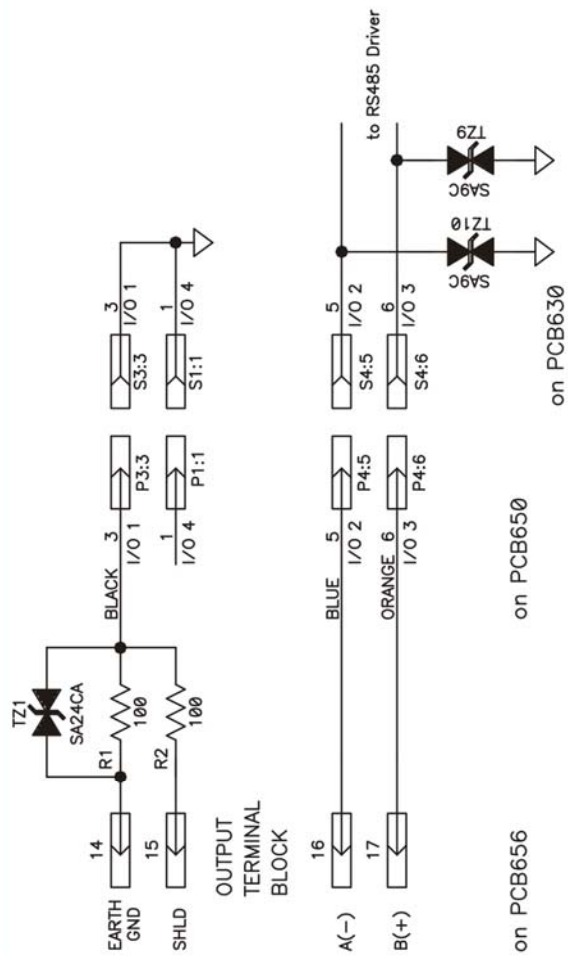 TZ1
SA24CA
EARTH
GND
14
R1
100
BLACK
3
I/O 1
P3:3
S3:3
3
I/O 1
SHLD
15
R2
100
1
I/O 4
P1:1
S1:1
1
I/O 4
OUTPUT
TERMINAL
BLOCK
A(-)
16
BLUE
5
I/O 2
P4:5
S4:5
5
I/O 2
to RS485 Driver
B(+)
17
ORANGE
6
I/O 3
P4:6
S4:6
6
I/O 3
SA9C
TZ10
SA9C
TZ9
on PCB656
on PCB650
on PCB630